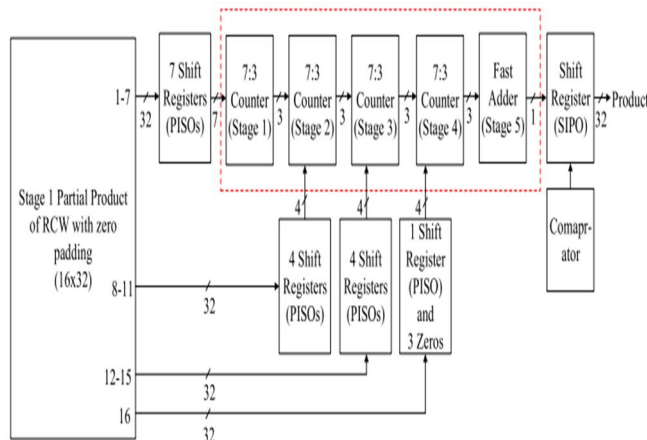 Stage 1 Partial Product
of RCW with zero
padding
(16x32)
1-7
32
7 Shift
Registers
(PISOs)
7
7:3
Counter
(Stage 1)
3
7:3
Counter
(Stage 2)
3
7:3
Counter
(Stage 3)
3
7:3
Counter
(Stage 4)
3
Fast
Adder
(Stage 5)
1
Shift
Register
(SIPO)
32
Product
4
4
4
8-11
32
4 Shift
Registers
(PISOs)
4 Shift
Registers
(PISOs)
1 Shift
Register
(PISO)
and
3 Zeros
Comapr-
ator
12-15
32
16
32